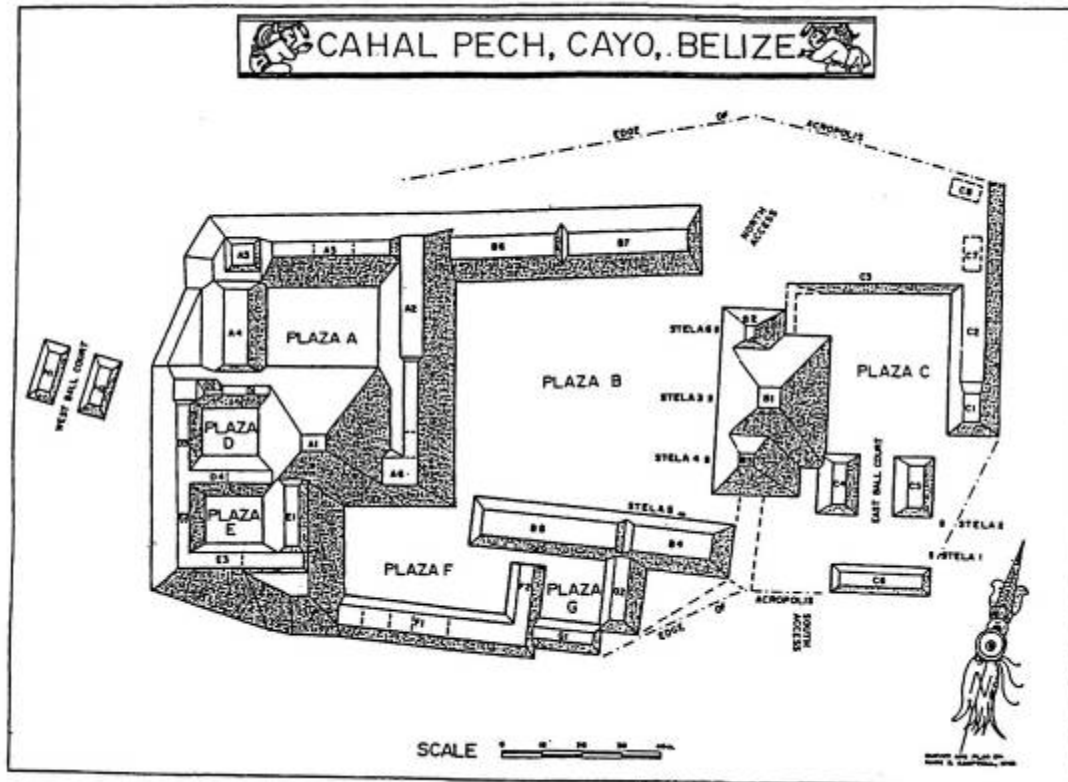 CAHAL PECH, CAYO, BELIZE
EDGE OF ACROPOLIS
C8
NORTH ACCESS
C7
A3
A5
B6
B7
C3
A2
C2
A4
PLAZA A
STELA 6
B2
WEST BALL COURT
PLAZA B
PLAZA C
STELA 3
B1
C1
PLAZA D
A1
STELA 4
B3
A6
D4
C4
EAST BALL COURT
C5
PLAZA E
E1
STELA
STELA 2
B4
STELA 1
E3
PLAZA F
F2
PLAZA G
G2
C6
ACROPOLIS
EDGE OF
SOUTH ACCESS
F1
SCALE